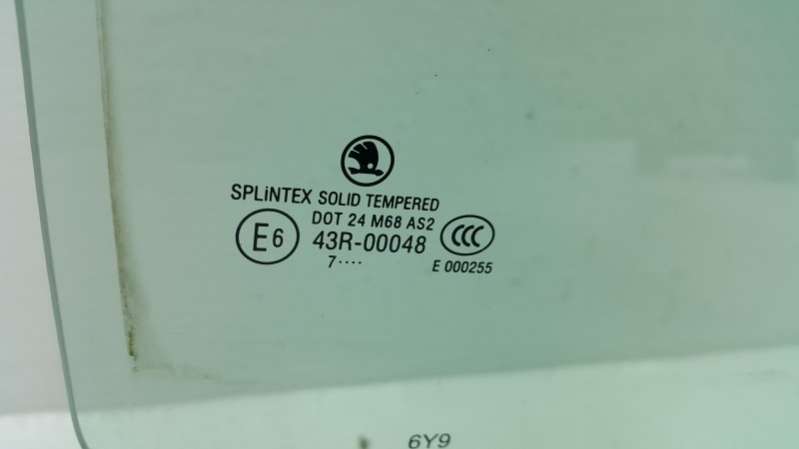 SPLiNTEX SOLID TEMPERED
DOT 24 M68 AS2
E6 43R-00048 CCC
7···· E 000255
6Y9